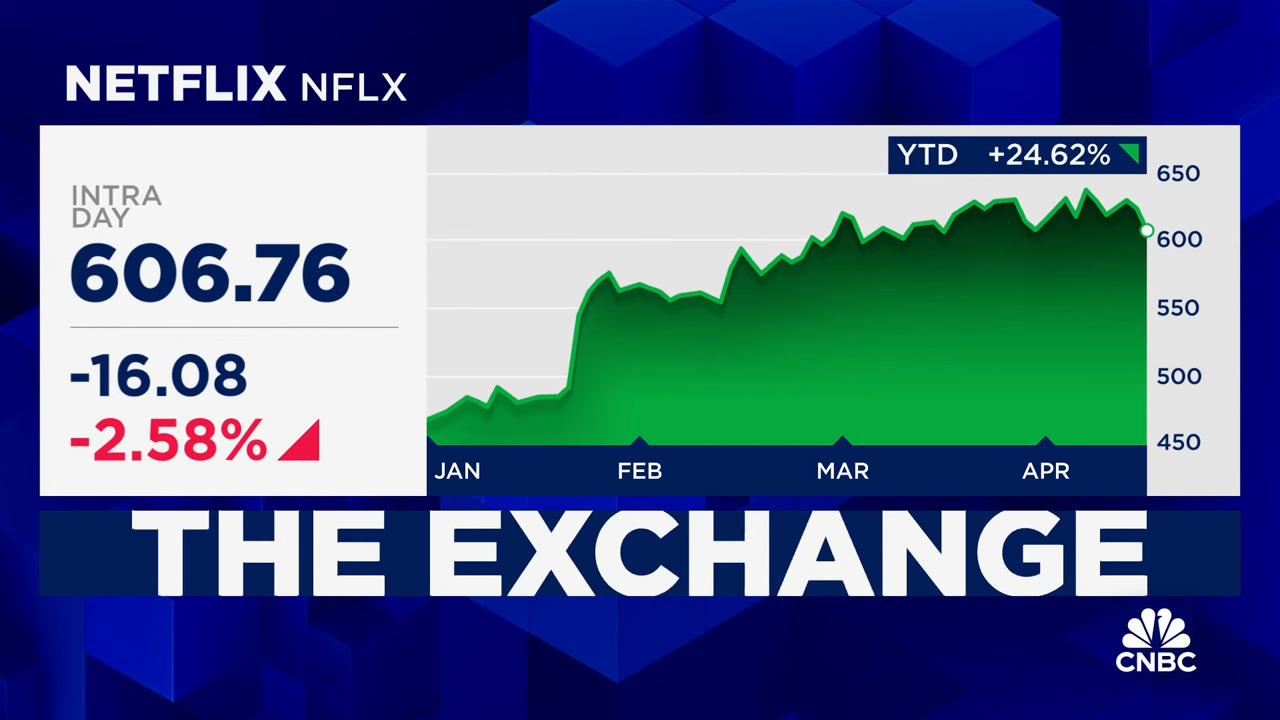 NETFLIX NFLX
INTRA
DAY
606.76
-16.08
-2.58%
YTD +24.62%
650
600
550
500
450
JAN FEB MAR APR
THE EXCHANGE
CNBC